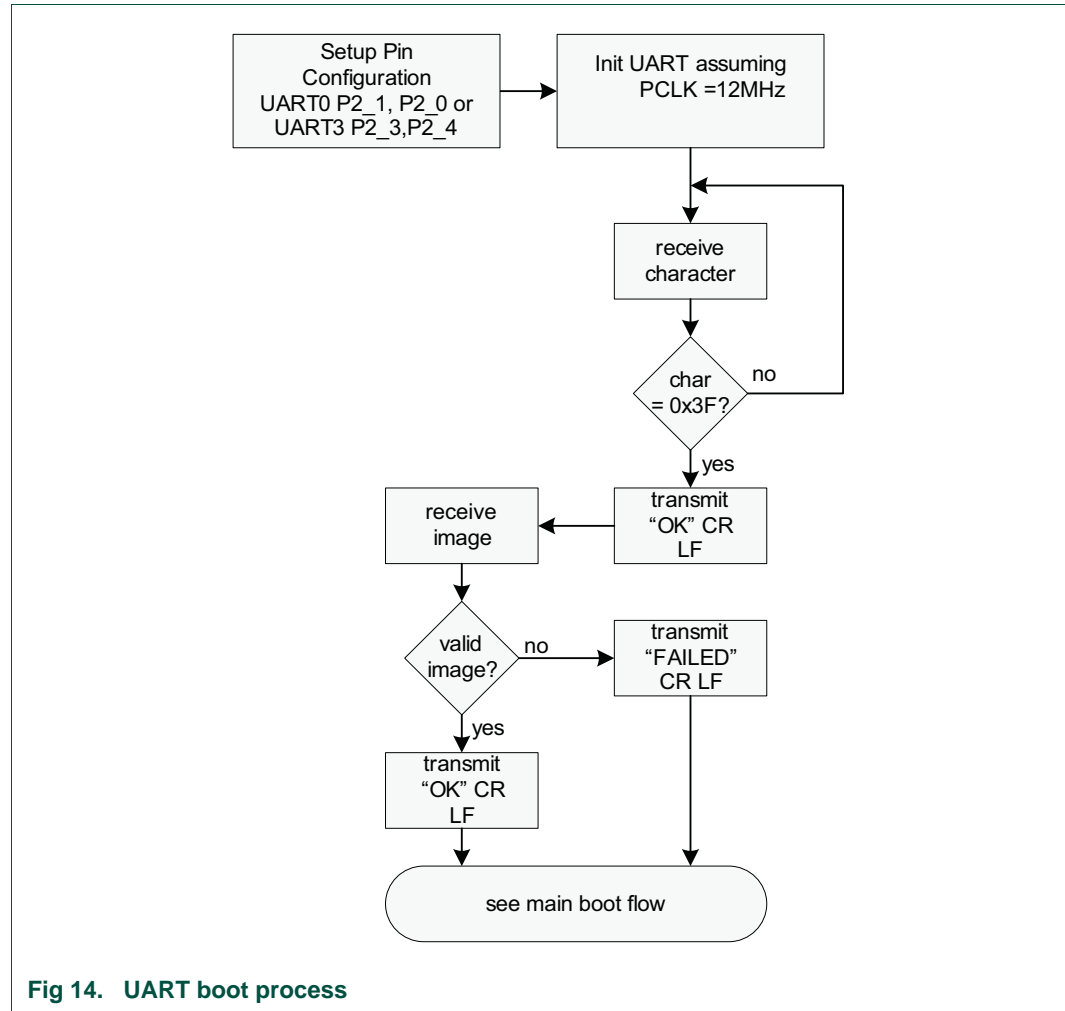 Setup Pin
Configuration
UART0 P2_1, P2_0 or
UART3 P2_3,P2_4
Init UART assuming
PCLK =12MHz
receive
character
char
= 0x3F?
no
yes
transmit
“OK” CR
LF
receive
image
valid
image?
no
transmit
“FAILED”
CR LF
yes
transmit
“OK” CR
LF
see main boot flow
Fig 14. UART boot process